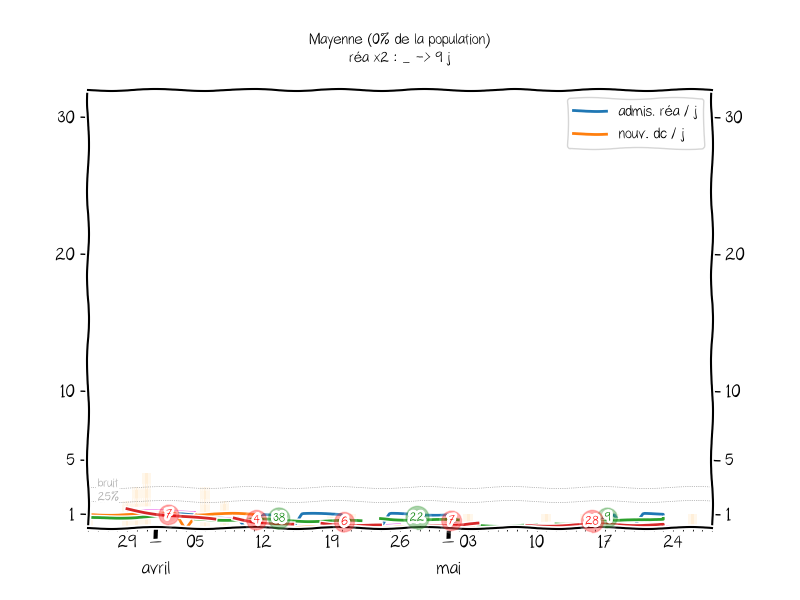 Mayenne (0% de la population)
réa x2 : _ -> 9 j
admis. réa / j
nouv. dc / j
30 30
20 20
10 10
5 5
bruit
25%
1 1
7 4 38 6 22 7 28 9
29 05 12 19 26 03 10 17 24
avril mai